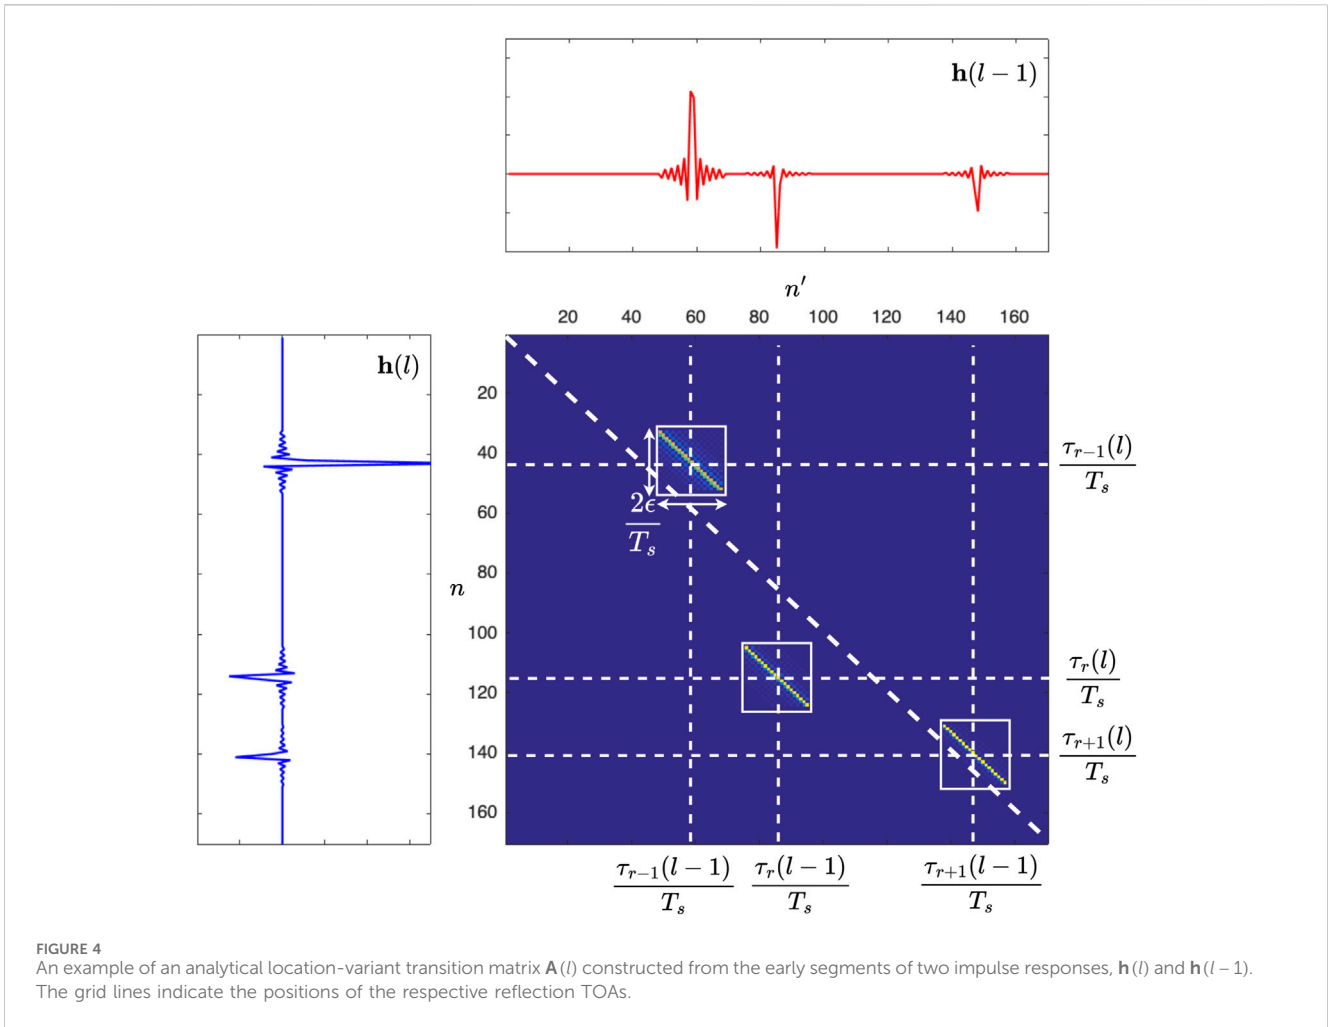 h(l − 1)
n′
20 40 60 80 100 120 140 160
h(l)
n
20
40
60
80
100
120
140
160
2ϵ
T_s
τ_{r−1}(l)
T_s
τ_r(l)
T_s
τ_{r+1}(l)
T_s
τ_{r−1}(l − 1) τ_r(l − 1) τ_{r+1}(l − 1)
T_s T_s T_s
FIGURE 4
An example of an analytical location-variant transition matrix A(l) constructed from the early segments of two impulse responses, h(l) and h(l – 1).
The grid lines indicate the positions of the respective reflection TOAs.